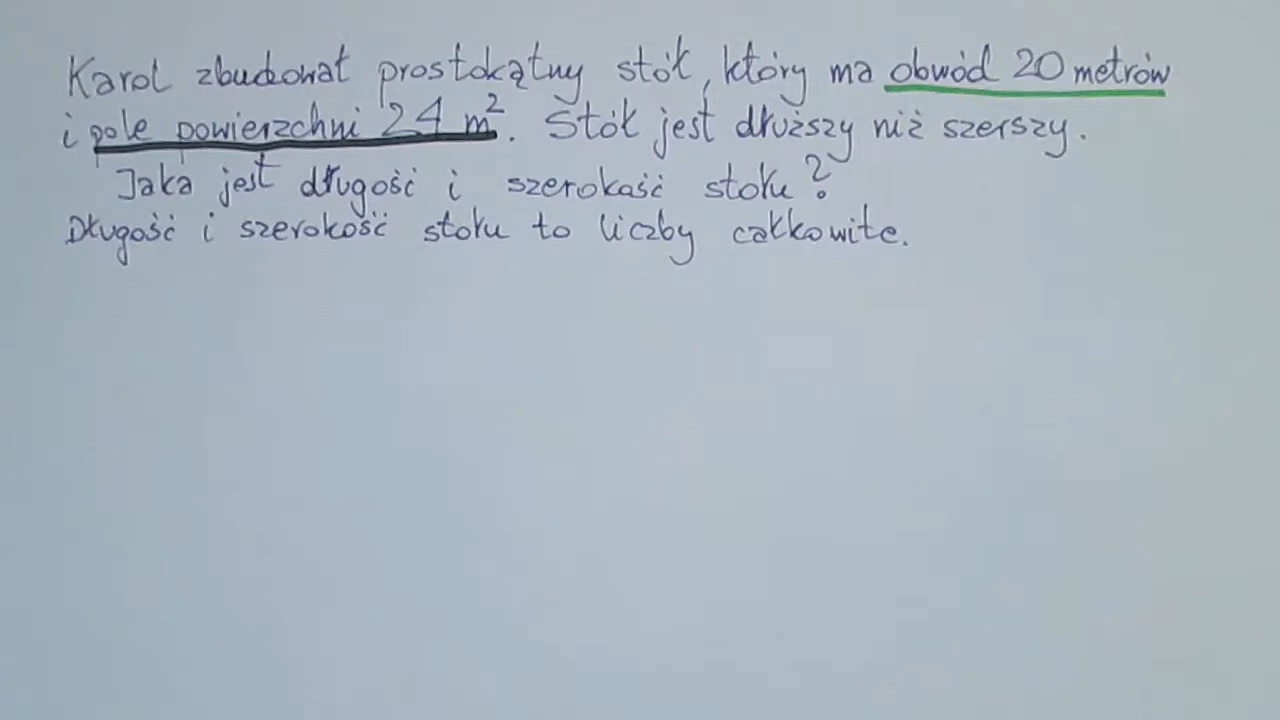 Karol zbudował prostokątny stół, który ma obwód 20 metrów
i pole powierzchni 24 m². Stół jest dłuższy niż szerszy.
Jaka jest długość i szerokaść stołu?
Długość i szerokość stołu to liczby całkowite.